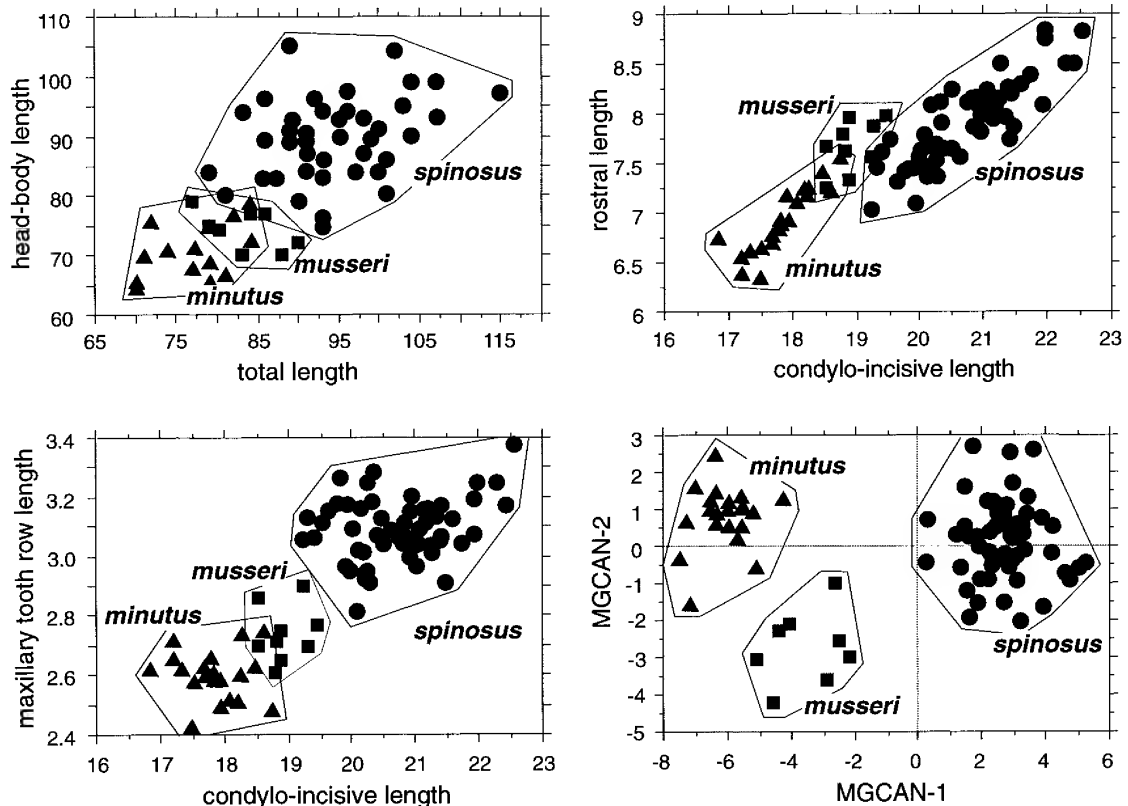 head-body length
110
100
90
80
70
60
spinosus
musseri
minutus
65 75 85 95 105 115
total length
rostral length
9
8.5
8
7.5
7
6.5
6
musseri
spinosus
minutus
16 17 18 19 20 21 22 23
condylo-incisive length
maxillary tooth row length
3.4
3.2
3.0
2.8
2.6
2.4
musseri
minutus
spinosus
16 17 18 19 20 21 22 23
condylo-incisive length
MGCAN-2
3
2
1
0
-1
-2
-3
-4
-5
minutus
spinosus
musseri
-8 -6 -4 -2 0 2 4 6
MGCAN-1